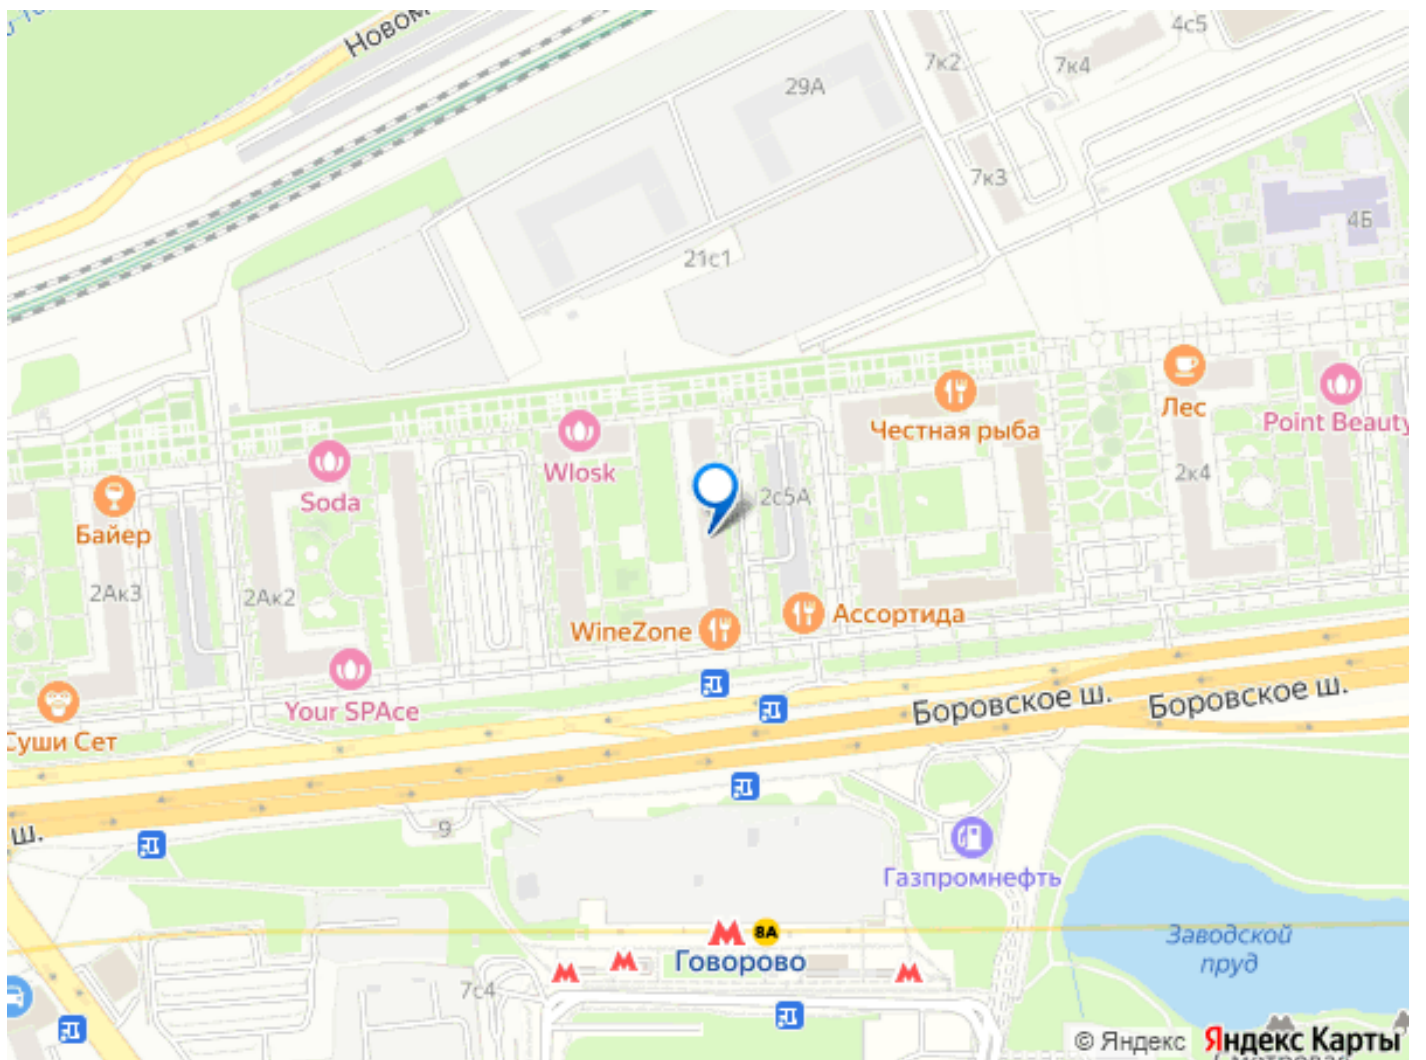 Новом
4с5
7к2
7к4
29А
7к3
4Б
21с1
Честная рыба
Лес
Point Beauty
Wlosk
Soda
2к4
2с5А
Байер
2Ак3
2Ак2
WineZone
Ассортида
Your SPAce
Суши Сет
Боровское ш.
Боровское ш.
ш.
9
Газпромнефть
8А
Говорово
Заводской
пруд
7с4
© Яндекс Яндекс Карты